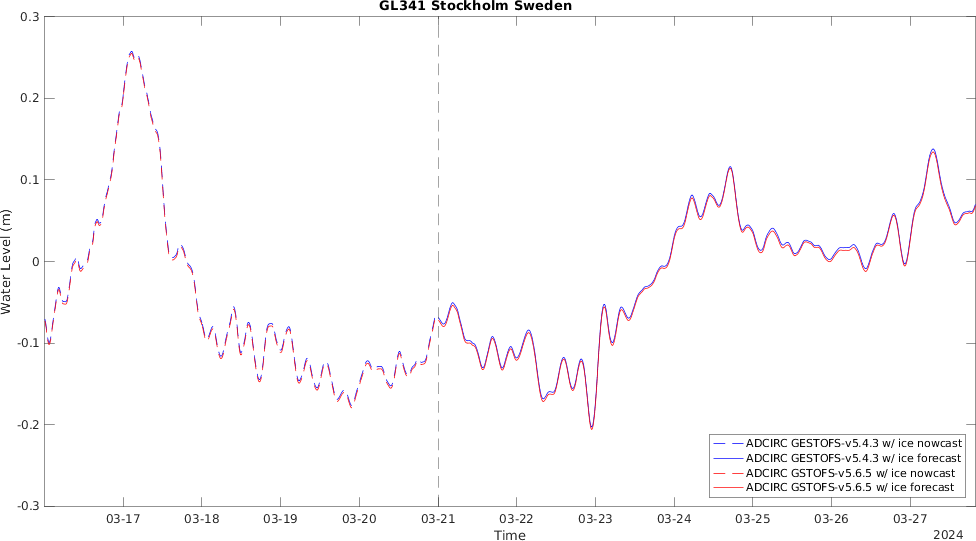 GL341 Stockholm Sweden
0.3
0.2
0.1
0
-0.1
-0.2
-0.3
Water Level (m)
ADCIRC GESTOFS-v5.4.3 w/ ice nowcast
ADCIRC GESTOFS-v5.4.3 w/ ice forecast
ADCIRC GSTOFS-v5.6.5 w/ ice nowcast
ADCIRC GSTOFS-v5.6.5 w/ ice forecast
03-17 03-18 03-19 03-20 03-21 03-22 03-23 03-24 03-25 03-26 03-27
Time
2024